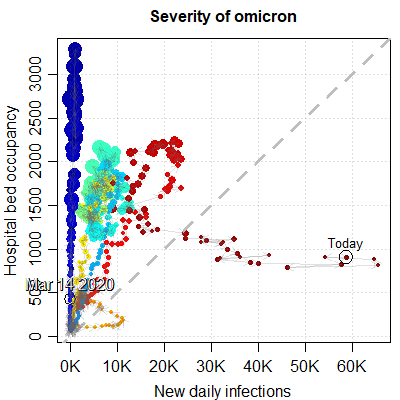 Severity of omicron
Hospital bed occupancy
3000
2500
2000
1500
1000
500
0
Today
Mar 14 2020
0K 10K 20K 30K 40K 50K 60K
New daily infections